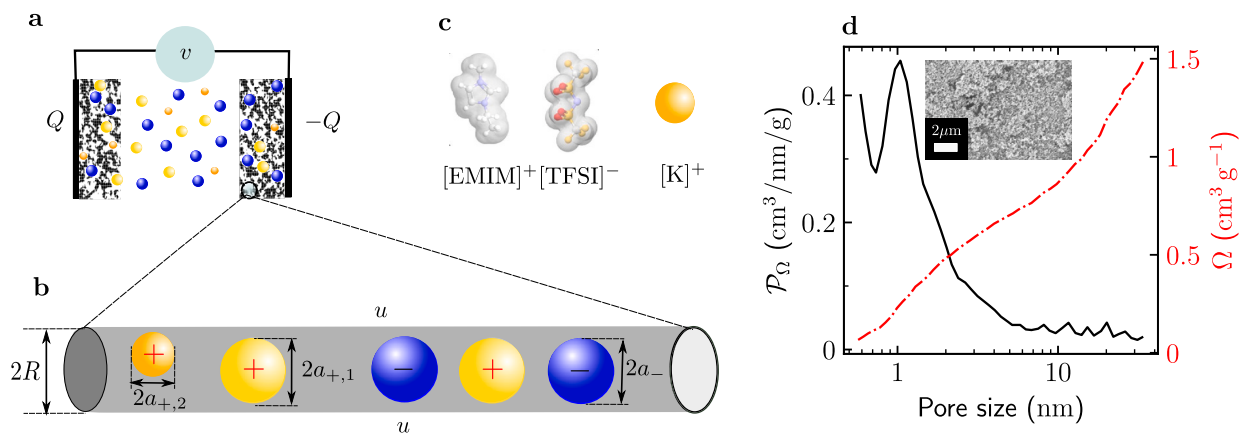 a
v
Q
−Q
c
[EMIM]⁺ [TFSI]⁻ [K]⁺
b
u
2R
+
+
−
+
−
2a₊,₂
2a₊,₁
2a₋
u
d
2μm
𝒫_Ω (cm³/nm/g)
0.4
0.2
0
Ω (cm³ g⁻¹)
1.5
1
0.5
0
1
10
Pore size (nm)